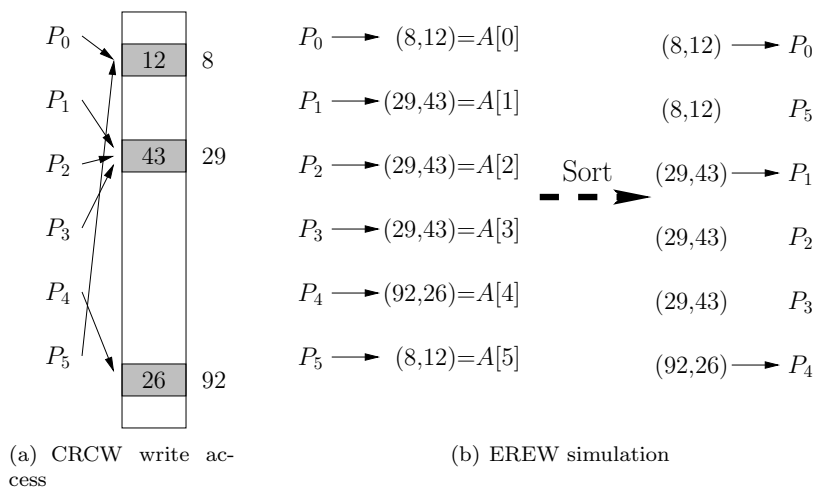 P0 12 8
P1
P2 43 29
P3
P4
P5 26 92
(a) CRCW write ac-
cess
P0 (8,12)=A[0]
P1 (29,43)=A[1]
P2 (29,43)=A[2]
P3 (29,43)=A[3]
P4 (92,26)=A[4]
P5 (8,12)=A[5]
Sort
(8,12) P0
(8,12) P5
(29,43) P1
(29,43) P2
(29,43) P3
(92,26) P4
(b) EREW simulation